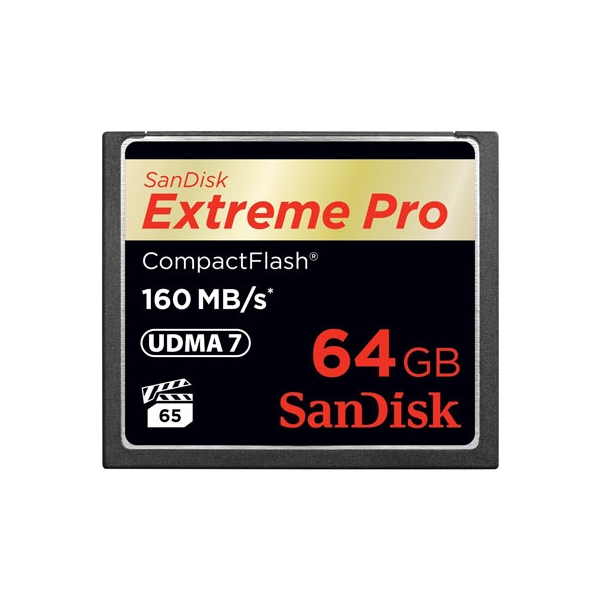 SanDisk
Extreme Pro
CompactFlash®
160 MB/s*
UDMA 7
64 GB
65
SanDisk